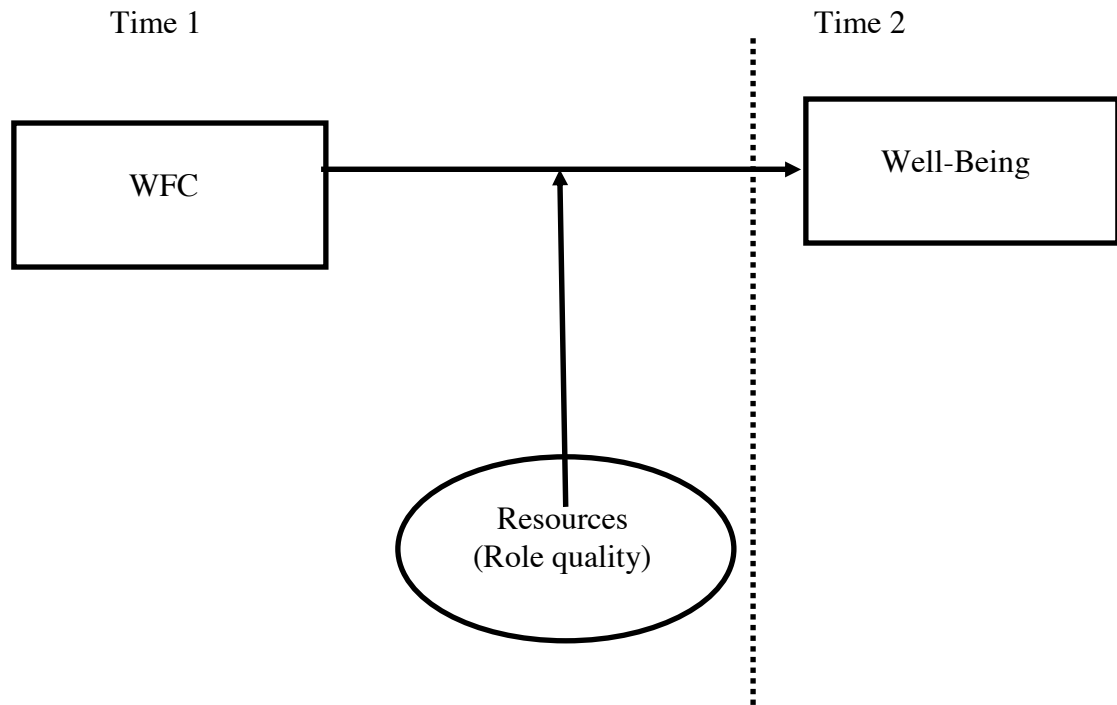 Time 1
Time 2
WFC
Well-Being
Resources
(Role quality)